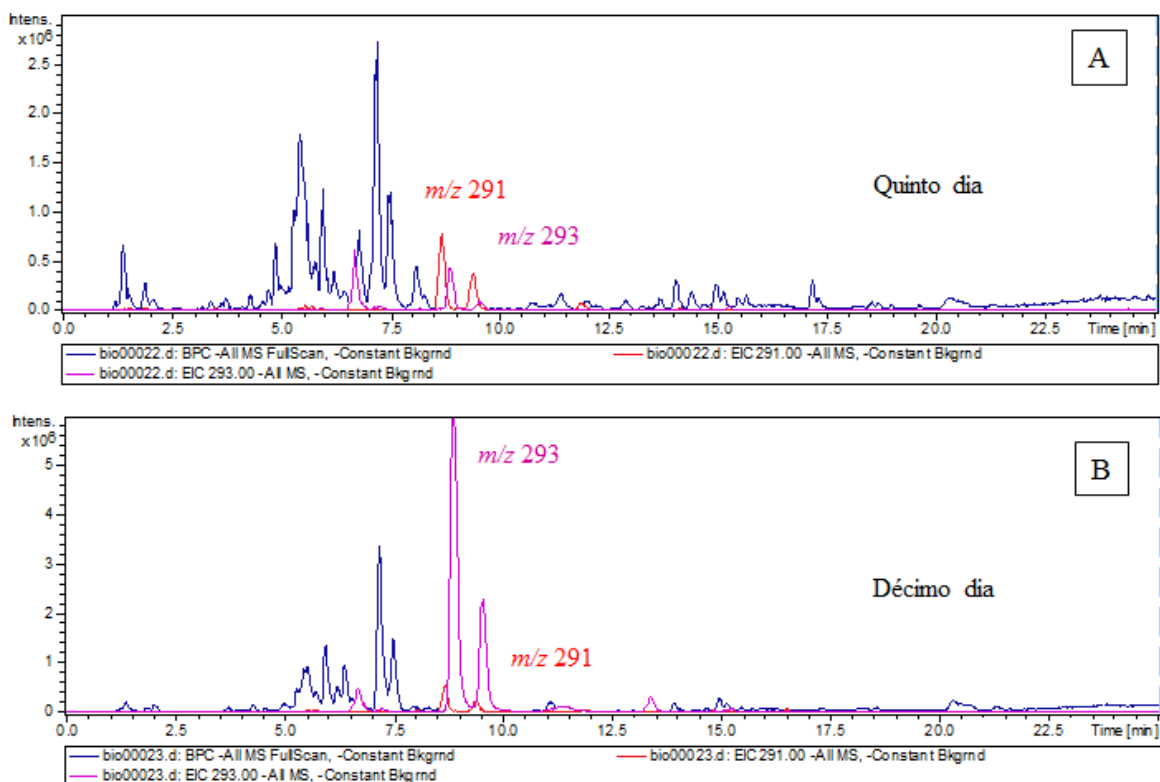 Intens.
x10⁶
A
2.5
2.0
m/z 291
1.5
Quinto dia
m/z 293
1.0
0.5
0.0
0.0 2.5 5.0 7.5 10.0 12.5 15.0 17.5 20.0 22.5 Time [min]
bio00022.d: BPC -All MS FullScan, -Constant Bkgrnd bio00022.d: EIC 291.00 -All MS, -Constant Bkgrnd
bio00022.d: EIC 293.00 -All MS, -Constant Bkgrnd
Intens.
x10⁶
m/z 293
B
5
4
3
Décimo dia
2
m/z 291
1
0
0.0 2.5 5.0 7.5 10.0 12.5 15.0 17.5 20.0 22.5 Time [min]
bio00023.d: BPC -All MS FullScan, -Constant Bkgrnd bio00023.d: EIC 291.00 -All MS, -Constant Bkgrnd
bio00023.d: EIC 293.00 -All MS, -Constant Bkgrnd